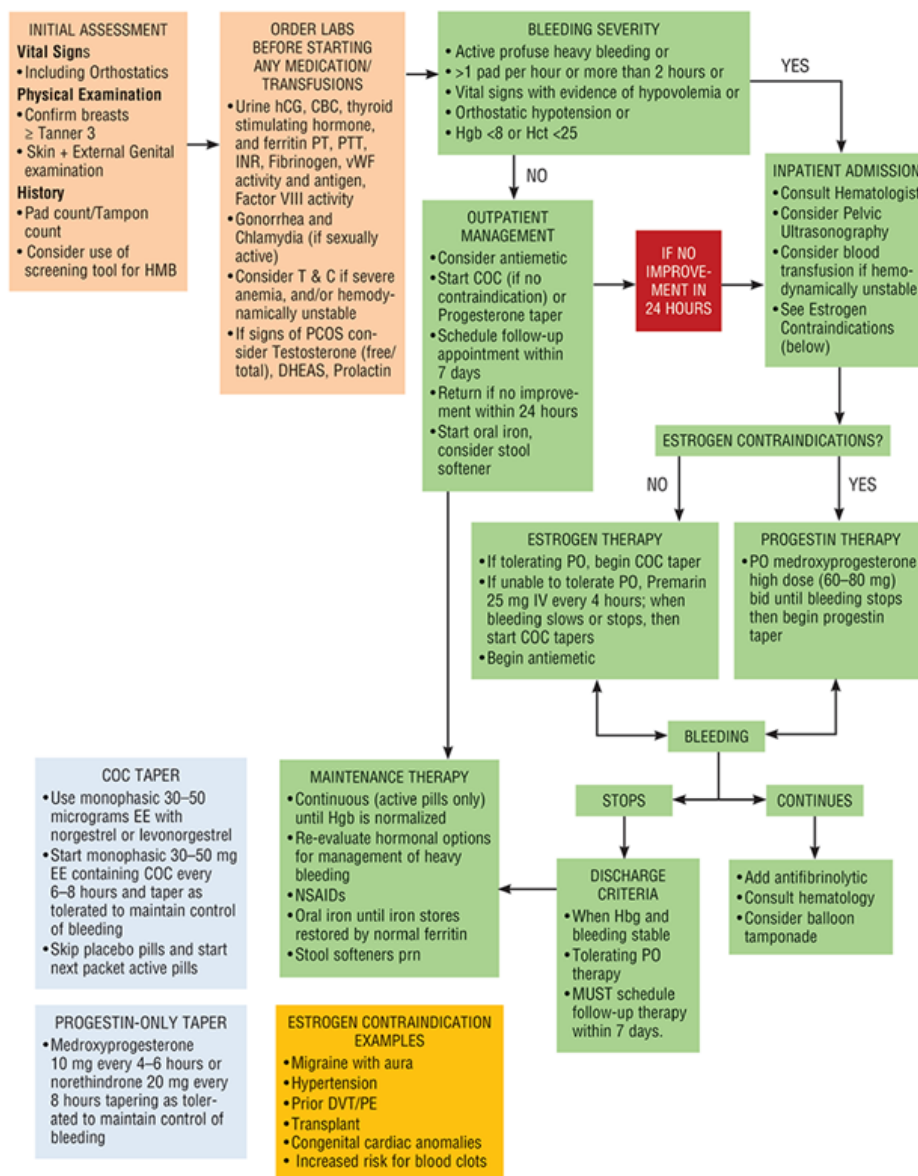 INITIAL ASSESSMENT
Vital Signs
• Including Orthostatics
Physical Examination
• Confirm breasts
≥ Tanner 3
• Skin + External Genital
examination
History
• Pad count/Tampon
count
• Consider use of
screening tool for HMB
ORDER LABS
BEFORE STARTING
ANY MEDICATION/
TRANSFUSIONS
• Urine hCG, CBC, thyroid
stimulating hormone,
and ferritin PT, PTT,
INR, Fibrinogen, vWF
activity and antigen,
Factor VIII activity
• Gonorrhea and
Chlamydia (if sexually
active)
• Consider T & C if severe
anemia, and/or hemody-
namically unstable
• If signs of PCOS con-
sider Testosterone (free/
total), DHEAS, Prolactin
BLEEDING SEVERITY
• Active profuse heavy bleeding or
• >1 pad per hour or more than 2 hours or
• Vital signs with evidence of hypovolemia or
• Orthostatic hypotension or
• Hgb <8 or Hct <25
YES
NO
OUTPATIENT
MANAGEMENT
• Consider antiemetic
• Start COC (if no
contraindication) or
Progesterone taper
• Schedule follow-up
appointment within
7 days
• Return if no improve-
ment within 24 hours
• Start oral iron,
consider stool
softener
IF NO
IMPROVE-
MENT IN
24 HOURS
INPATIENT ADMISSION
• Consult Hematologist
• Consider Pelvic
Ultrasonography
• Consider blood
transfusion if hemo-
dynamically unstable
• See Estrogen
Contraindications
(below)
ESTROGEN CONTRAINDICATIONS?
NO
YES
ESTROGEN THERAPY
• If tolerating PO, begin COC taper
• If unable to tolerate PO, Premarin
25 mg IV every 4 hours; when
bleeding slows or stops, then
start COC tapers
• Begin antiemetic
PROGESTIN THERAPY
• PO medroxyprogesterone
high dose (60–80 mg)
bid until bleeding stops
then begin progestin
taper
BLEEDING
STOPS
CONTINUES
• Add antifibrinolytic
• Consult hematology
• Consider balloon
tamponade
DISCHARGE
CRITERIA
• When Hbg and
bleeding stable
• Tolerating PO
therapy
• MUST schedule
follow-up therapy
within 7 days.
MAINTENANCE THERAPY
• Continuous (active pills only)
until Hgb is normalized
• Re-evaluate hormonal options
for management of heavy
bleeding
• NSAIDs
• Oral iron until iron stores
restored by normal ferritin
• Stool softeners prn
COC TAPER
• Use monophasic 30–50
micrograms EE with
norgestrel or levonorgestrel
• Start monophasic 30–50 mg
EE containing COC every
6–8 hours and taper as
tolerated to maintain control
of bleeding
• Skip placebo pills and start
next packet active pills
PROGESTIN-ONLY TAPER
• Medroxyprogesterone
10 mg every 4–6 hours or
norethindrone 20 mg every
8 hours tapering as toler-
ated to maintain control of
bleeding
ESTROGEN CONTRAINDICATION
EXAMPLES
• Migraine with aura
• Hypertension
• Prior DVT/PE
• Transplant
• Congenital cardiac anomalies
• Increased risk for blood clots